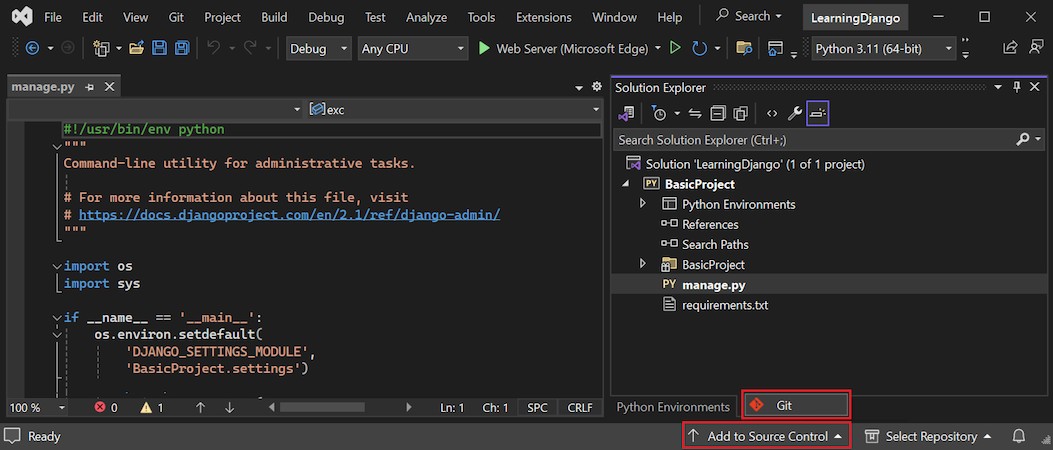 File Edit View Git Project Build Debug Test Analyze Tools Extensions Window Help Search LearningDjango
Debug Any CPU Web Server (Microsoft Edge) Python 3.11 (64-bit)
manage.py
exc
#!/usr/bin/env python
"""
Command-line utility for administrative tasks.
# For more information about this file, visit
# https://docs.djangoproject.com/en/2.1/ref/django-admin/
"""
import os
import sys
if __name__ == '__main__':
os.environ.setdefault(
'DJANGO_SETTINGS_MODULE',
'BasicProject.settings')
100 % 0 1 Ln: 1 Ch: 1 SPC CRLF
Solution Explorer
Search Solution Explorer (Ctrl+;)
Solution 'LearningDjango' (1 of 1 project)
PY BasicProject
Python Environments
References
Search Paths
BasicProject
PY manage.py
requirements.txt
Python Environments Git
Ready Add to Source Control Select Repository